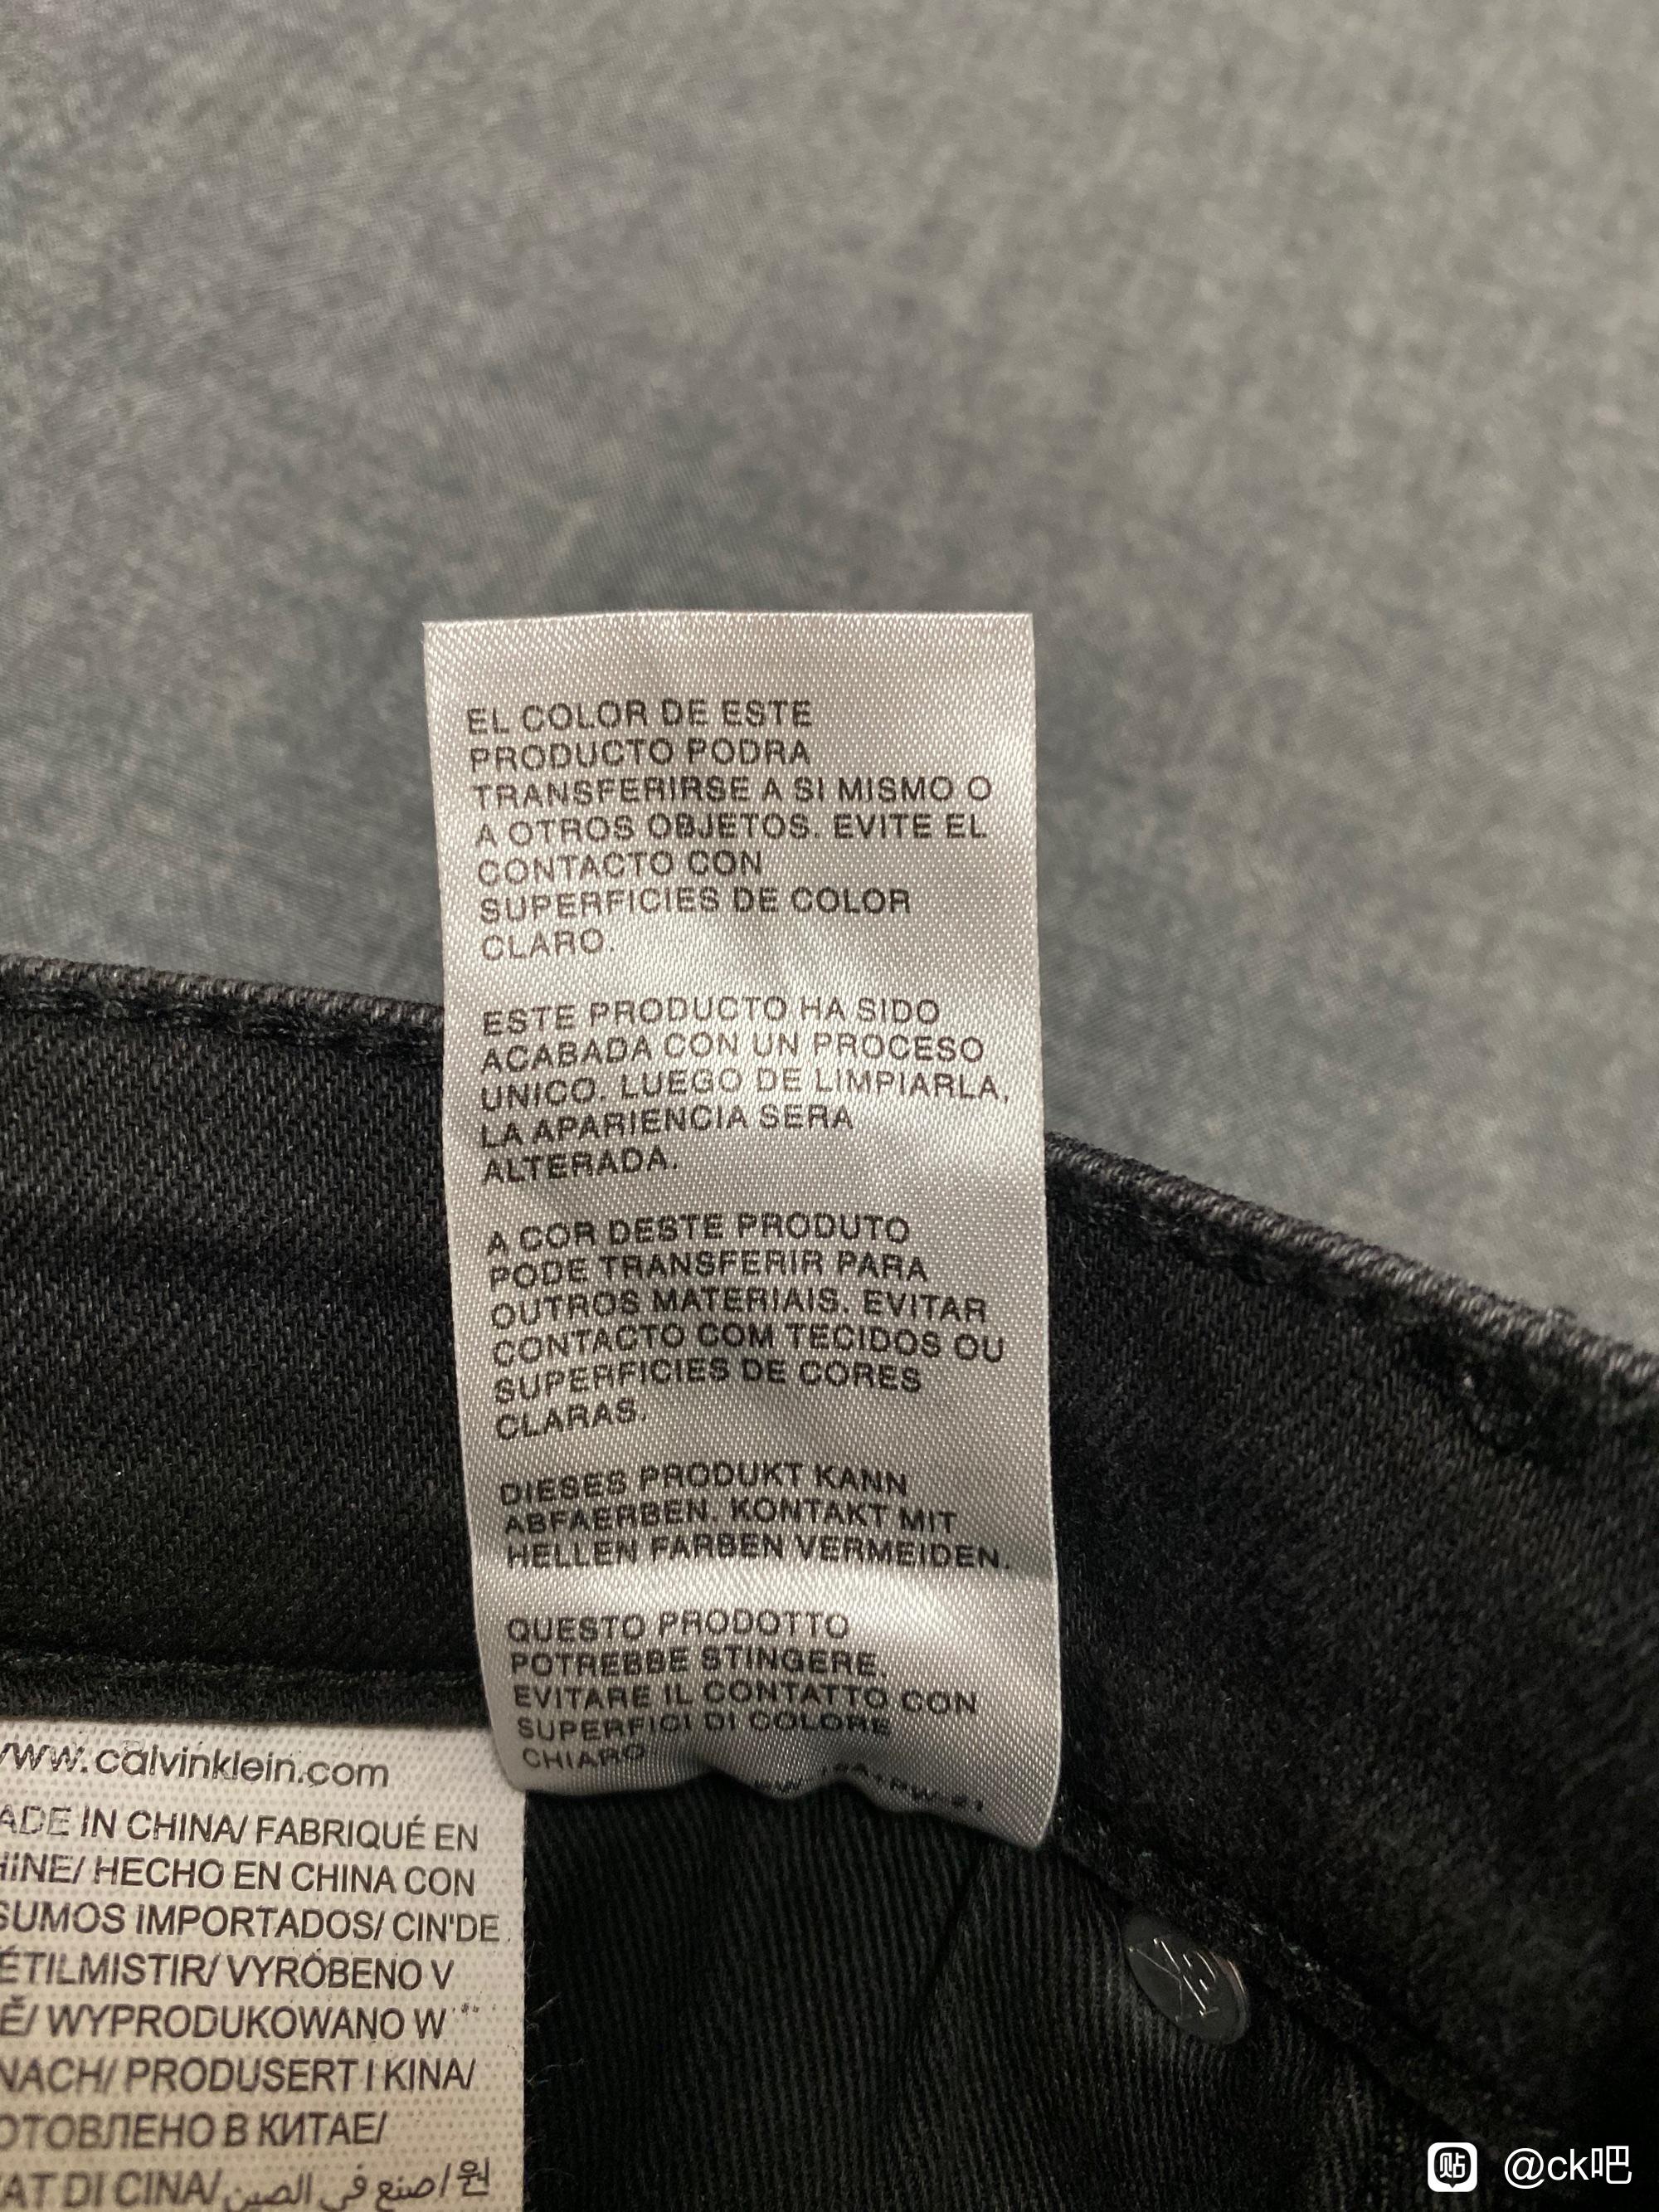 EL COLOR DE ESTE
PRODUCTO PODRA
TRANSFERIRSE A SI MISMO O
A OTROS OBJETOS. EVITE EL
CONTACTO CON
SUPERFICIES DE COLOR
CLARO.
ESTE PRODUCTO HA SIDO
ACABADA CON UN PROCESO
UNICO. LUEGO DE LIMPIARLA,
LA APARIENCIA SERA
ALTERADA.
A COR DESTE PRODUTO
PODE TRANSFERIR PARA
OUTROS MATERIAIS. EVITAR
CONTACTO COM TECIDOS OU
SUPERFICIES DE CORES
CLARAS.
DIESES PRODUKT KANN
ABFAERBEN. KONTAKT MIT
HELLEN FARBEN VERMEIDEN.
QUESTO PRODOTTO
POTREBBE STINGERE.
EVITARE IL CONTATTO CON
SUPERFICI DI COLORE
CHIARO
www.calvinklein.com
ADE IN CHINA/ FABRIQUÉ EN
HINE/ HECHO EN CHINA CON
SUMOS IMPORTADOS/ CIN'DE
ÉTILMISTIR/ VYRÓBENO V
Ě/ WYPRODUKOWANO W
NACH/ PRODUSERT I KINA/
ОТОВЛЕНО В КИТАЕ/
AT DI CINA/ صنع في الصين/ 원
CK
贴 @ck吧